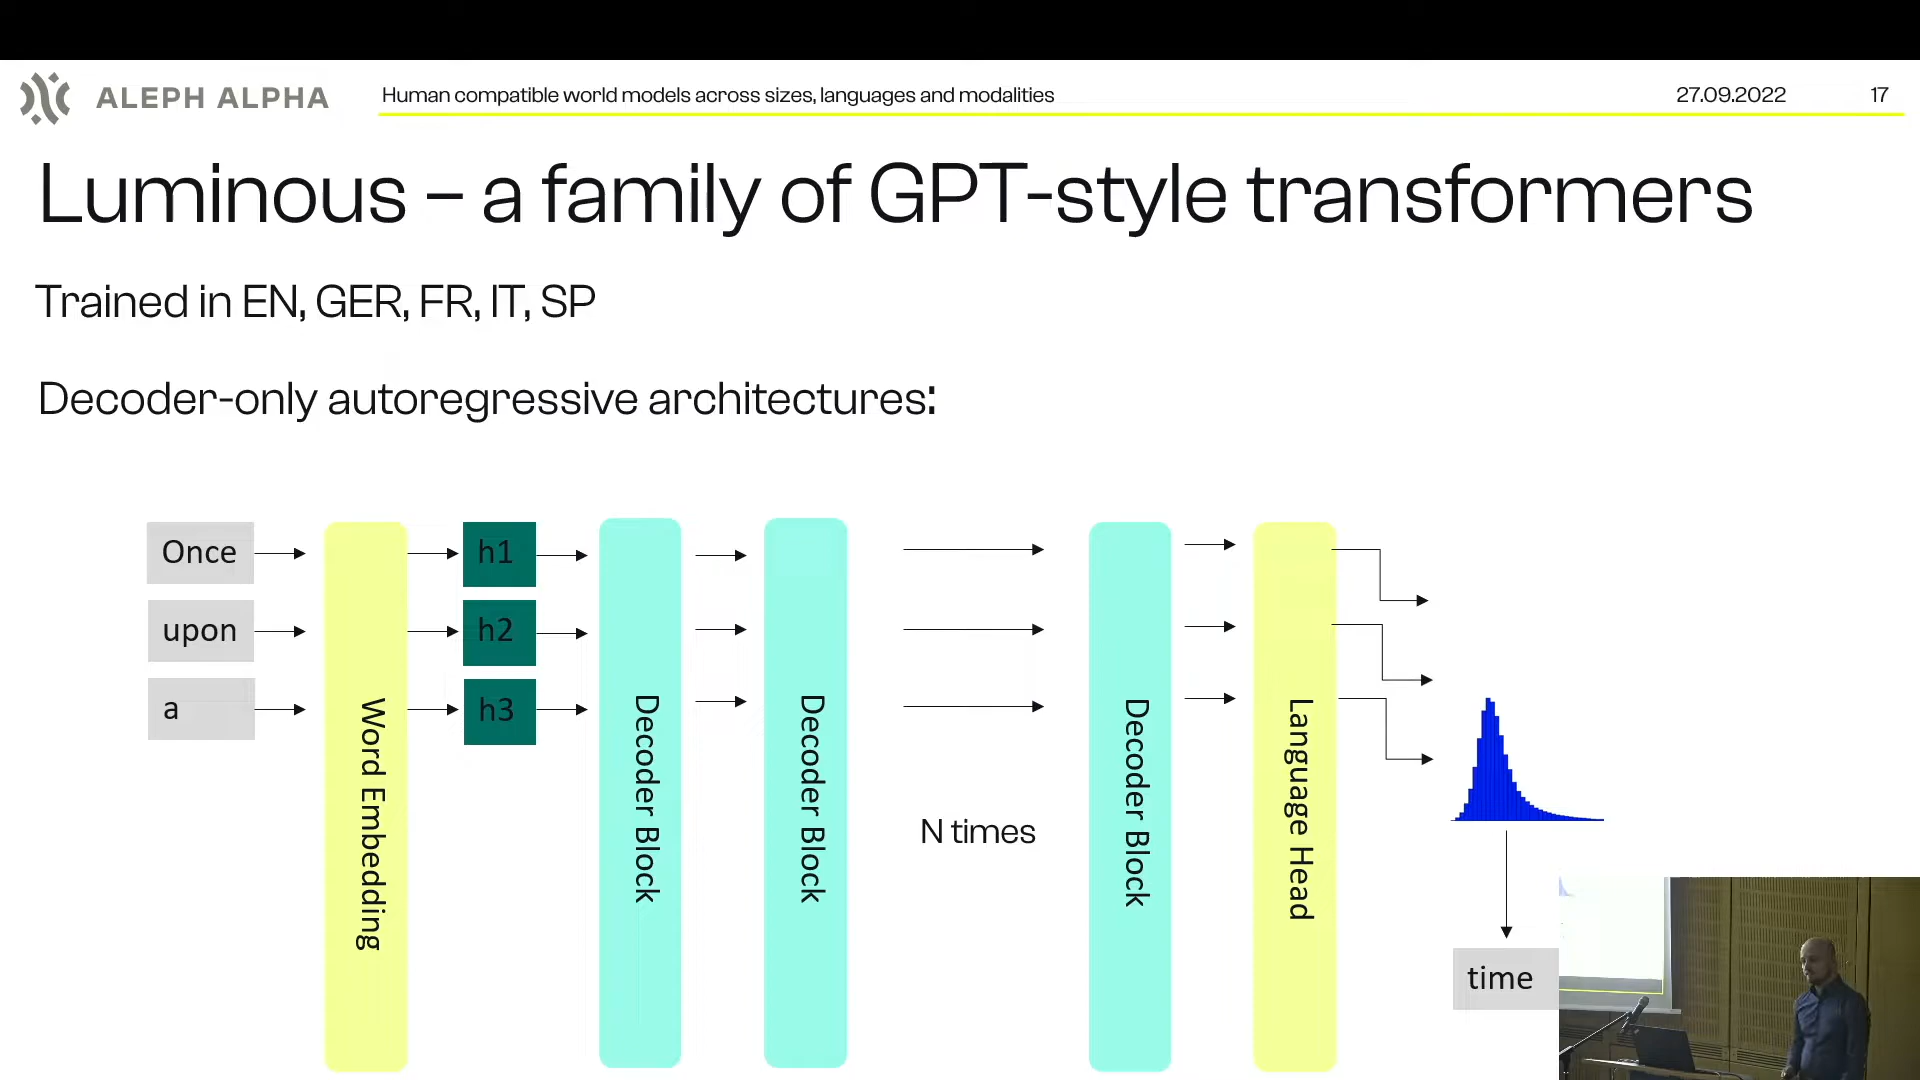 ALEPH ALPHA
Human compatible world models across sizes, languages and modalities
27.09.2022
17
Luminous – a family of GPT-style transformers
Trained in EN, GER, FR, IT, SP
Decoder-only autoregressive architectures:
Once
upon
a
Word Embedding
h1
h2
h3
Decoder Block
Decoder Block
N times
Decoder Block
Language Head
time